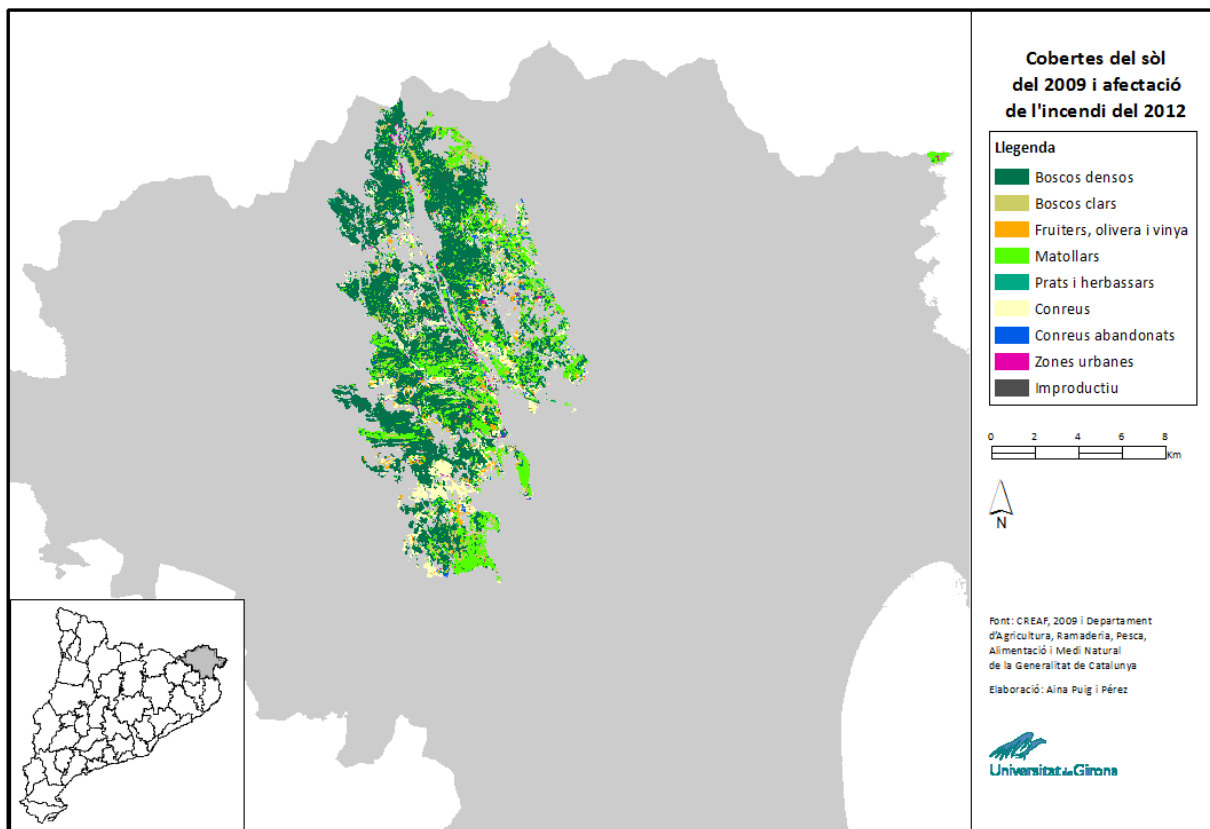 Cobertes del sòl
del 2009 i afectació
de l'incendi del 2012
Llegenda
Boscos densos
Boscos clars
Fruiters, olivera i vinya
Matollars
Prats i herbassars
Conreus
Conreus abandonats
Zones urbanes
Improductiu
0 2 4 6 8
Km
N
Font: CREAF, 2009 i Departament
d'Agricultura, Ramaderia, Pesca,
Alimentació i Medi Natural
de la Generalitat de Catalunya
Elaboració: Aina Puig i Pérez
Universitat de Girona